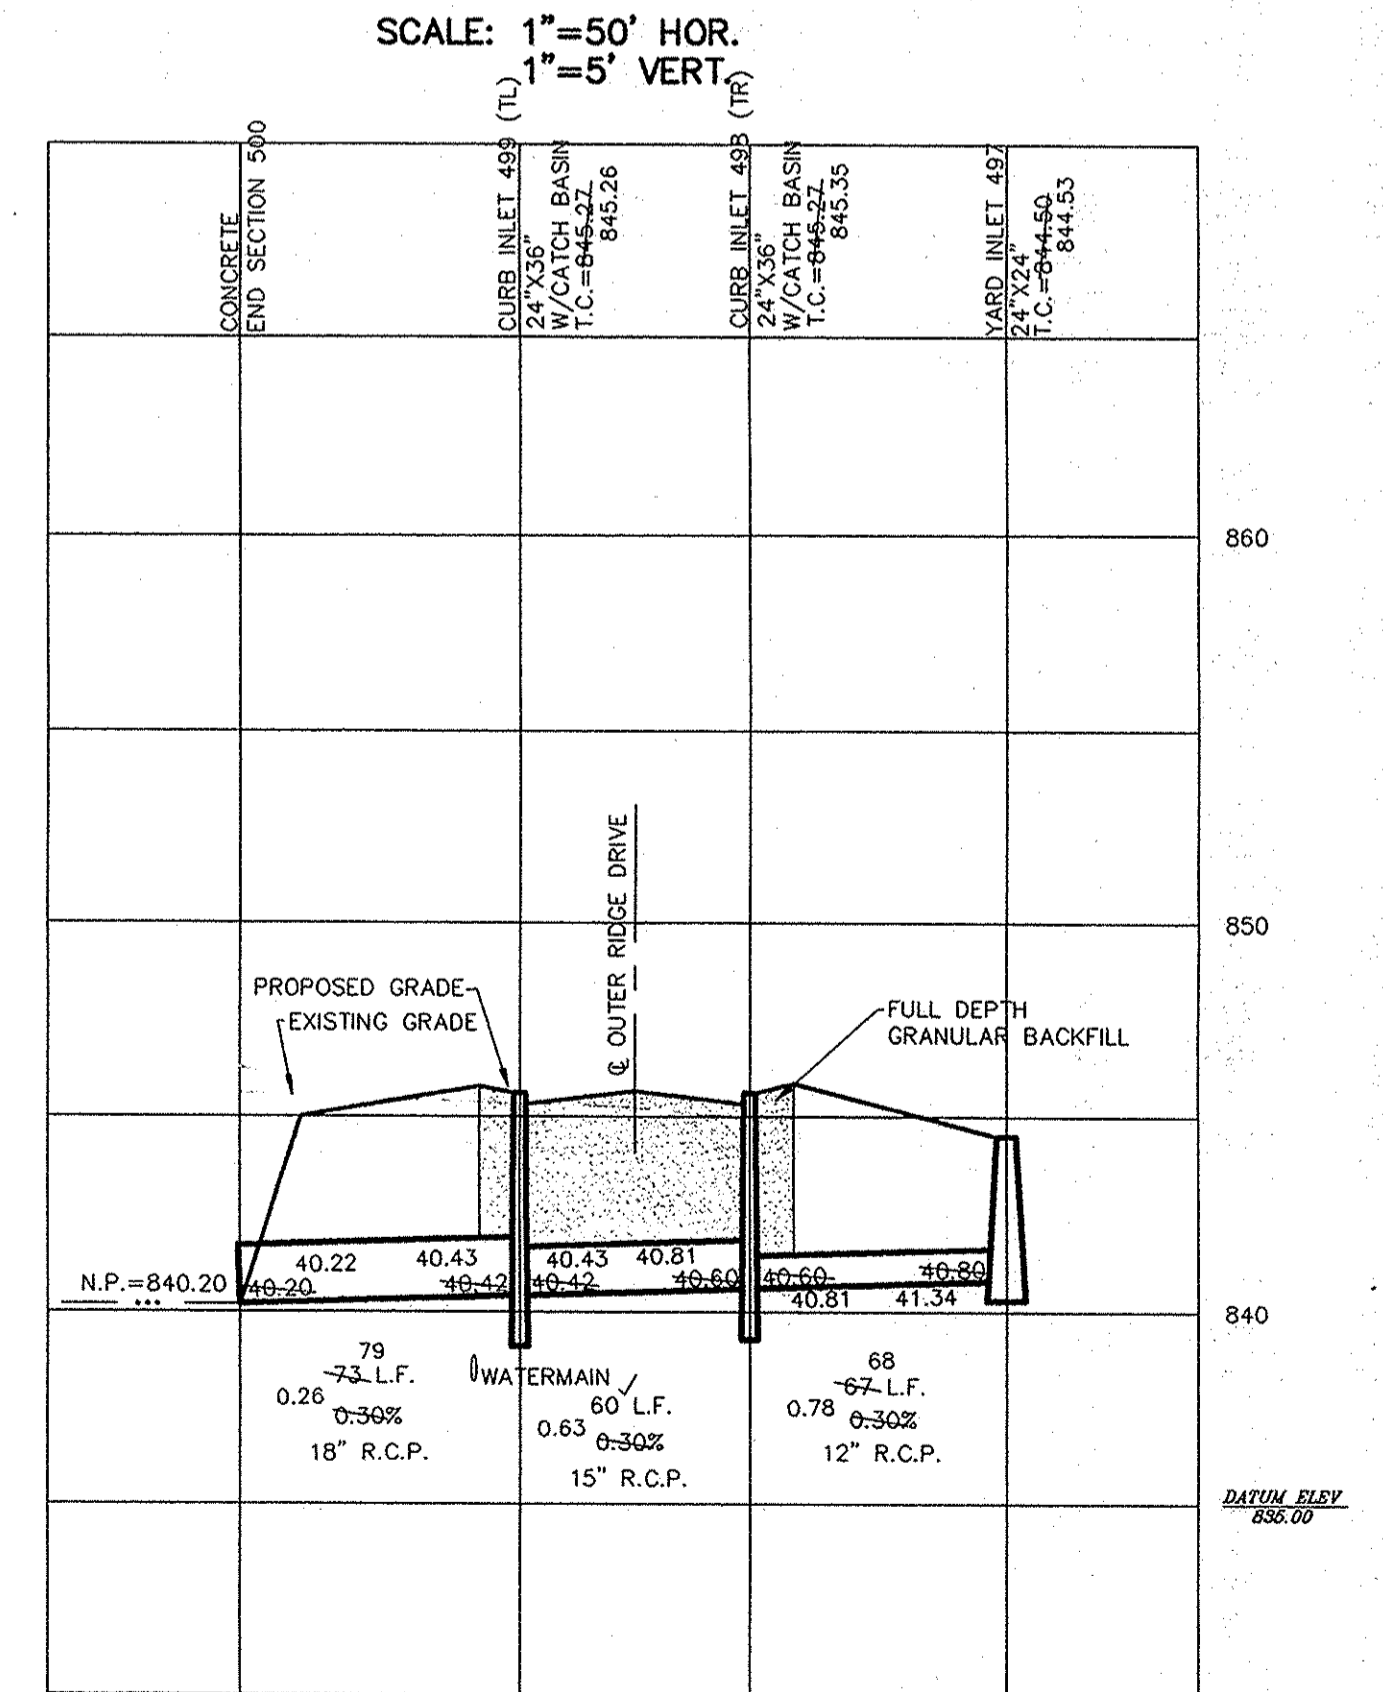 SCALE: 1"=50' HOR.
1"=5' VERT.
CONCRETE
END SECTION 500
CURB INLET 499 (TL)
24"X36"
W/CATCH BASIN
T.C.=845.27
845.26
CURB INLET 498 (TR)
24"X36"
W/CATCH BASIN
T.C.=845.27
845.35
YARD INLET 497
24"X24"
T.C.=844.50
844.53
860
850
℄ OUTER RIDGE DRIVE
PROPOSED GRADE
EXISTING GRADE
FULL DEPTH
GRANULAR BACKFILL
40.22 40.43 40.43 40.81
N.P.=840.20 40.20 40.42 40.42 40.60 40.60 40.80
40.81 41.34
840
79
73 L.F.
0.26 0.30%
18" R.C.P.
WATERMAIN ✓
60 L.F.
0.63 0.30%
15" R.C.P.
68
67 L.F.
0.78 0.30%
12" R.C.P.
DATUM ELEV
835.00